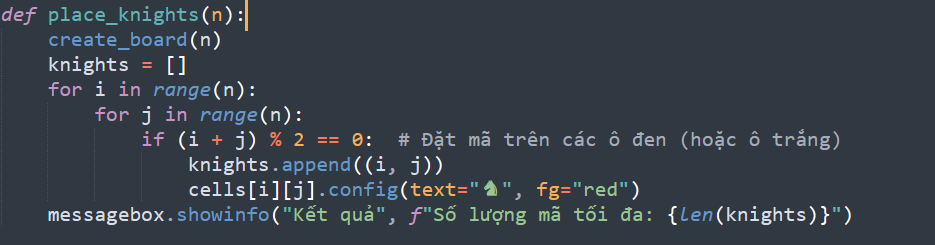 def place_knights(n):
    create_board(n)
    knights = []
    for i in range(n):
        for j in range(n):
            if (i + j) % 2 == 0:  # Đặt mã trên các ô đen (hoặc ô trắng)
                knights.append((i, j))
                cells[i][j].config(text="♞", fg="red")
    messagebox.showinfo("Kết quả", f"Số lượng mã tối đa: {len(knights)}")